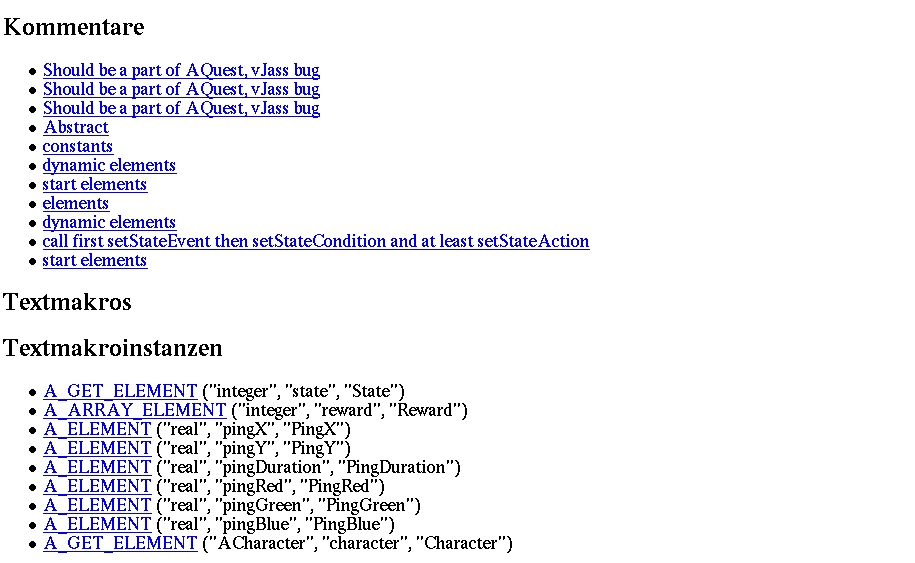 Kommentare
Should be a part of AQuest, vJass bug
Should be a part of AQuest, vJass bug
Should be a part of AQuest, vJass bug
Abstract
constants
dynamic elements
start elements
elements
dynamic elements
call first setStateEvent then setStateCondition and at least setStateAction
start elements
Textmakros
Textmakroinstanzen
A_GET_ELEMENT ("integer", "state", "State")
A_ARRAY_ELEMENT ("integer", "reward", "Reward")
A_ELEMENT ("real", "pingX", "PingX")
A_ELEMENT ("real", "pingY", "PingY")
A_ELEMENT ("real", "pingDuration", "PingDuration")
A_ELEMENT ("real", "pingRed", "PingRed")
A_ELEMENT ("real", "pingGreen", "PingGreen")
A_ELEMENT ("real", "pingBlue", "PingBlue")
A_GET_ELEMENT ("ACharacter", "character", "Character")